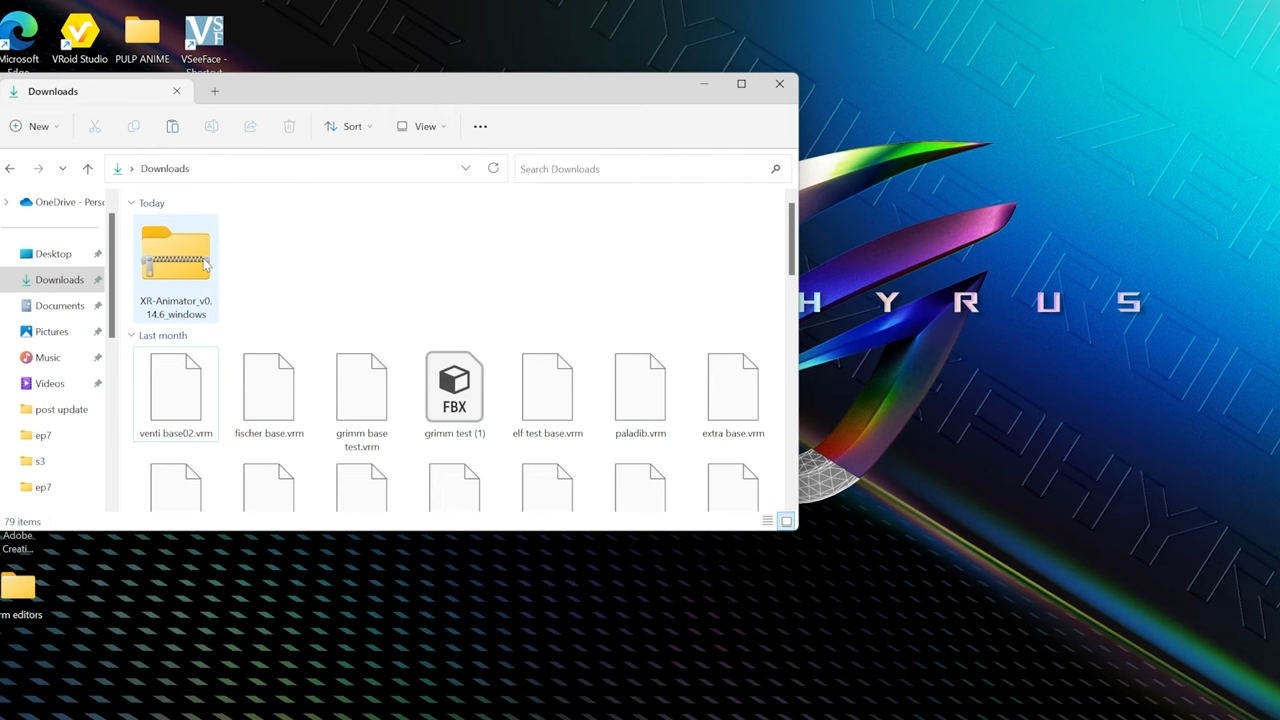 Microsoft
Edge
VRoid Studio
PULP ANIME
VSeeFace -
Shortcut
Downloads
New
Sort
View
Downloads
Search Downloads
OneDrive - Perso
Desktop
Downloads
Documents
Pictures
Music
Videos
post update
ep7
s3
ep7
Today
XR-Animator_v0.
14.6_windows
Last month
venti base02.vrm
fischer base.vrm
grimm base
test.vrm
FBX
grimm test (1)
elf test base.vrm
paladib.vrm
extra base.vrm
79 items
Adobe
Creati...
rm editors
H Y R U S